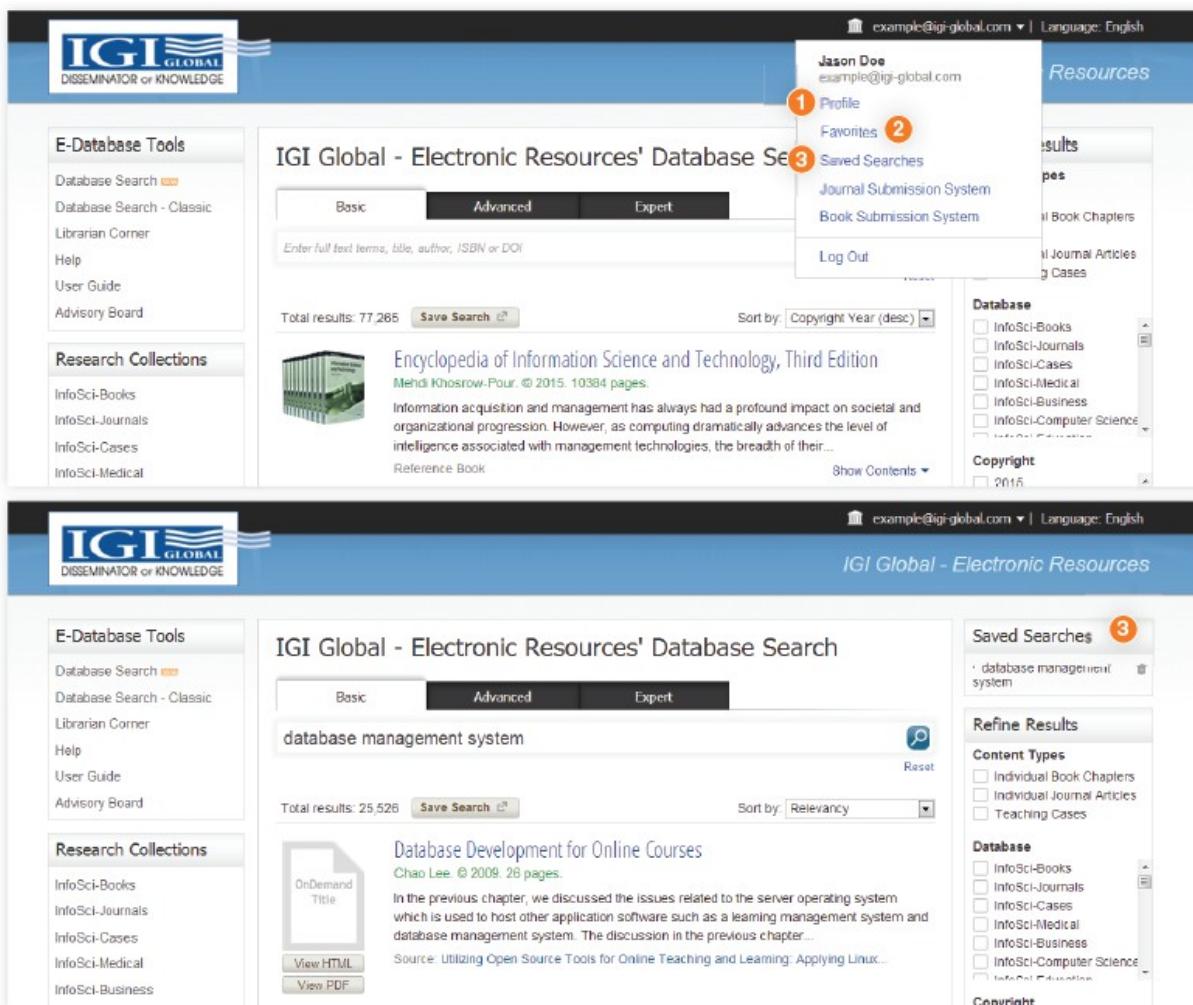 example@igi-global.com ▾ | Language: English
IGI GLOBAL
DISSEMINATOR OF KNOWLEDGE
Jason Doe
example@igi-global.com
Resources
1 Profile
Favorites 2
3 Saved Searches
Journal Submission System
Book Submission System
Log Out
E-Database Tools
Database Search NEW
Database Search - Classic
Librarian Corner
Help
User Guide
Advisory Board
Research Collections
InfoSci-Books
InfoSci-Journals
InfoSci-Cases
InfoSci-Medical
IGI Global - Electronic Resources' Database Se
Basic Advanced Expert
Enter full text terms, title, author, ISBN or DOI
Total results: 77,265 Save Search Sort by: Copyright Year (desc)
Encyclopedia of Information Science and Technology, Third Edition
Mehdi Khosrow-Pour. © 2015. 10384 pages.
Information acquisition and management has always had a profound impact on societal and
organizational progression. However, as computing dramatically advances the level of
intelligence associated with management technologies, the breadth of their...
Reference Book Show Contents ▾
esults
pes
al Book Chapters
al Journal Articles
g Cases
Database
InfoSci-Books
InfoSci-Journals
InfoSci-Cases
InfoSci-Medical
InfoSci-Business
InfoSci-Computer Science
Copyright
2015
example@igi-global.com ▾ | Language: English
IGI GLOBAL
DISSEMINATOR OF KNOWLEDGE
IGI Global - Electronic Resources
E-Database Tools
Database Search NEW
Database Search - Classic
Librarian Corner
Help
User Guide
Advisory Board
Research Collections
InfoSci-Books
InfoSci-Journals
InfoSci-Cases
InfoSci-Medical
InfoSci-Business
IGI Global - Electronic Resources' Database Search
Basic Advanced Expert
database management system
Reset
Total results: 25,526 Save Search Sort by: Relevancy
OnDemand
Title
View HTML
View PDF
Database Development for Online Courses
Chao Lee. © 2009. 26 pages.
In the previous chapter, we discussed the issues related to the server operating system
which is used to host other application software such as a learning management system and
database management system. The discussion in the previous chapter...
Source: Utilizing Open Source Tools for Online Teaching and Learning: Applying Linux...
Saved Searches 3
· database management
system
Refine Results
Content Types
Individual Book Chapters
Individual Journal Articles
Teaching Cases
Database
InfoSci-Books
InfoSci-Journals
InfoSci-Cases
InfoSci-Medical
InfoSci-Business
InfoSci-Computer Science
Copyright